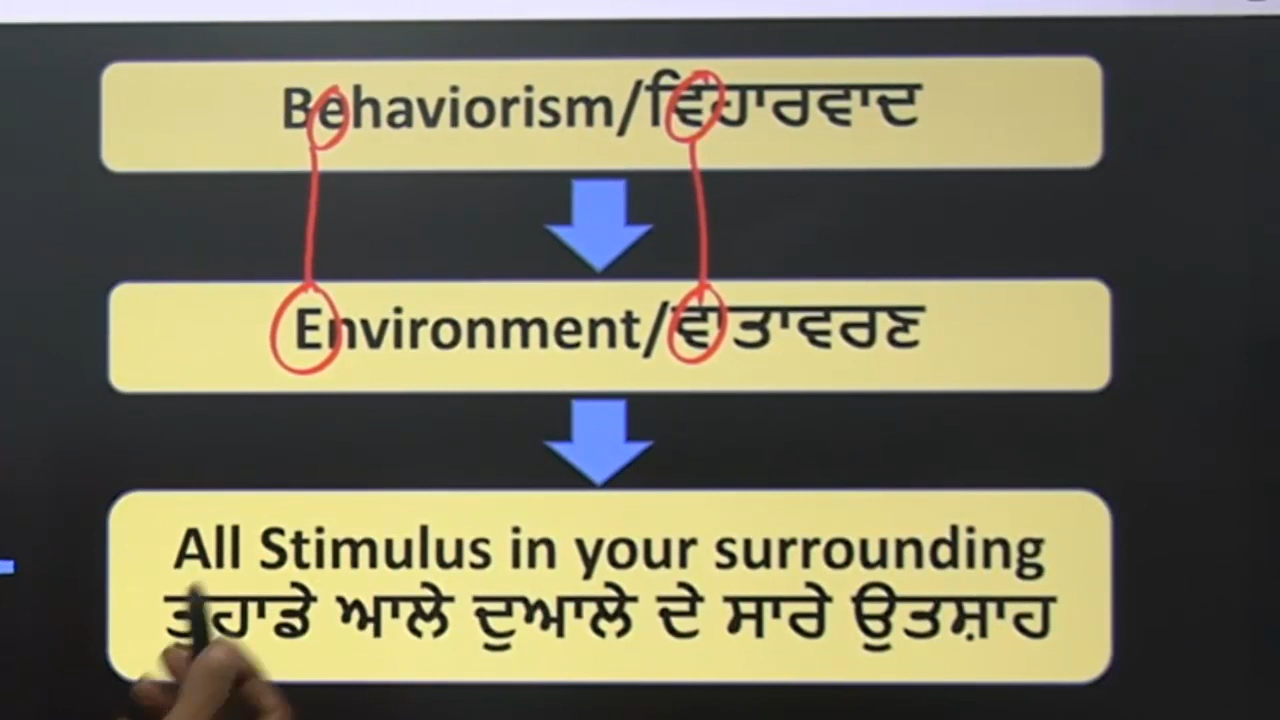 Behaviorism/ਵਿਹਾਰਵਾਦ
Environment/ਵਾਤਾਵਰਣ
All Stimulus in your surrounding
ਆਲੇ ਦੁਆਲੇ ਦੇ ਸਾਰੇ ਉਤਸ਼ਾਹ